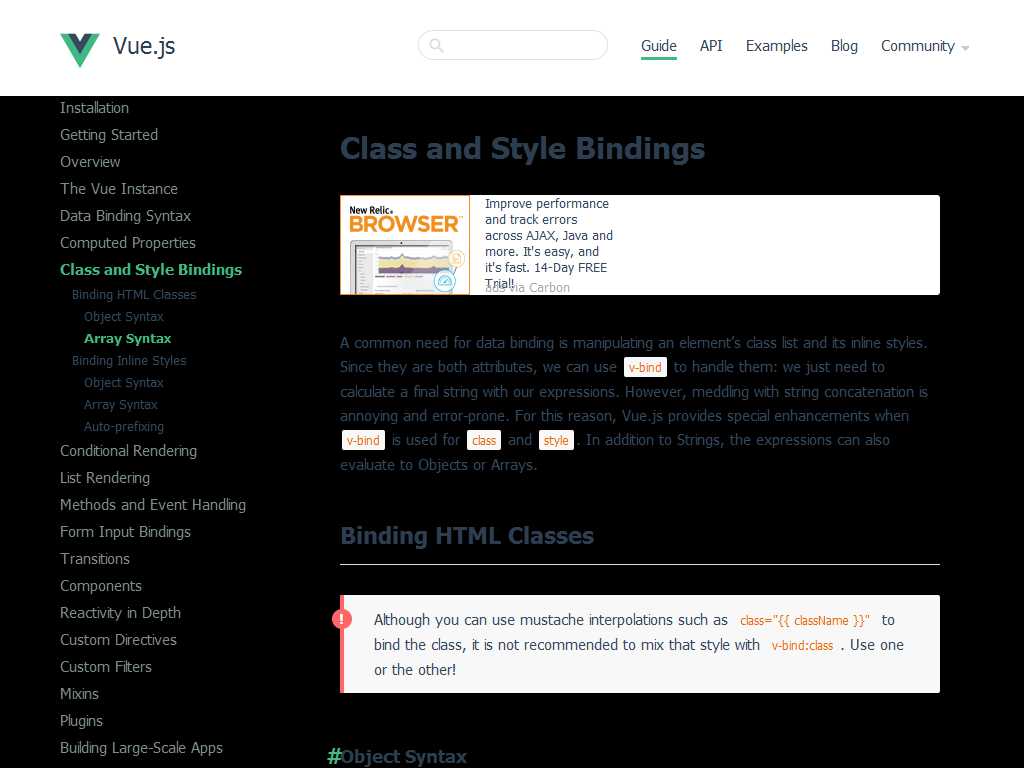 Vue.js
Guide API Examples Blog Community
Installation
Getting Started
Overview
The Vue Instance
Data Binding Syntax
Computed Properties
Class and Style Bindings
Binding HTML Classes
Object Syntax
Array Syntax
Binding Inline Styles
Object Syntax
Array Syntax
Auto-prefixing
Conditional Rendering
List Rendering
Methods and Event Handling
Form Input Bindings
Transitions
Components
Reactivity in Depth
Custom Directives
Custom Filters
Mixins
Plugins
Building Large-Scale Apps
Class and Style Bindings
New Relic.
BROWSER™
Improve performance
and track errors
across AJAX, Java and
more. It's easy, and
it's fast. 14-Day FREE
Trial!
ads via Carbon
A common need for data binding is manipulating an element’s class list and its inline styles.
Since they are both attributes, we can use v-bind to handle them: we just need to
calculate a final string with our expressions. However, meddling with string concatenation is
annoying and error-prone. For this reason, Vue.js provides special enhancements when
v-bind is used for class and style. In addition to Strings, the expressions can also
evaluate to Objects or Arrays.
Binding HTML Classes
!
Although you can use mustache interpolations such as class="{{ className }}" to
bind the class, it is not recommended to mix that style with v-bind:class . Use one
or the other!
#Object Syntax